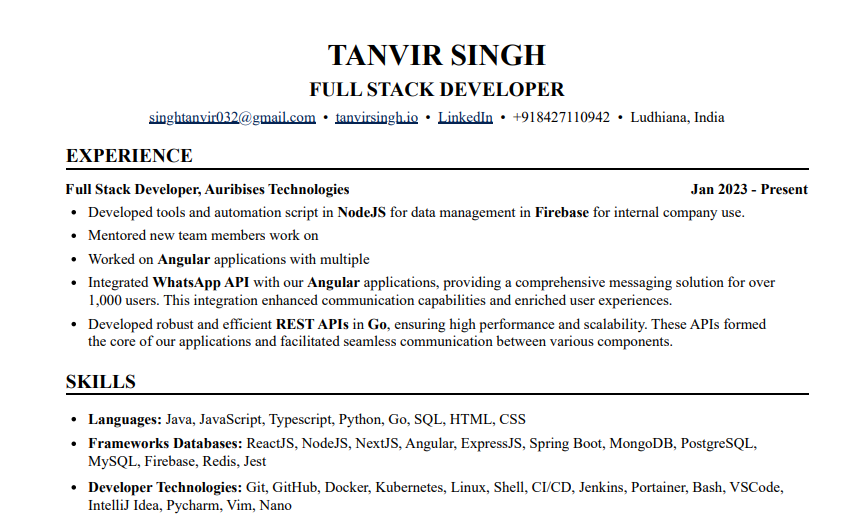 TANVIR SINGH
FULL STACK DEVELOPER
singhtanvir032@gmail.com • tanvirsingh.io • LinkedIn • +918427110942 • Ludhiana, India
EXPERIENCE
Full Stack Developer, Auribises Technologies Jan 2023 - Present
• Developed tools and automation script in NodeJS for data management in Firebase for internal company use.
• Mentored new team members work on
• Worked on Angular applications with multiple
• Integrated WhatsApp API with our Angular applications, providing a comprehensive messaging solution for over
1,000 users. This integration enhanced communication capabilities and enriched user experiences.
• Developed robust and efficient REST APIs in Go, ensuring high performance and scalability. These APIs formed
the core of our applications and facilitated seamless communication between various components.
SKILLS
• Languages: Java, JavaScript, Typescript, Python, Go, SQL, HTML, CSS
• Frameworks Databases: ReactJS, NodeJS, NextJS, Angular, ExpressJS, Spring Boot, MongoDB, PostgreSQL,
MySQL, Firebase, Redis, Jest
• Developer Technologies: Git, GitHub, Docker, Kubernetes, Linux, Shell, CI/CD, Jenkins, Portainer, Bash, VSCode,
IntelliJ Idea, Pycharm, Vim, Nano